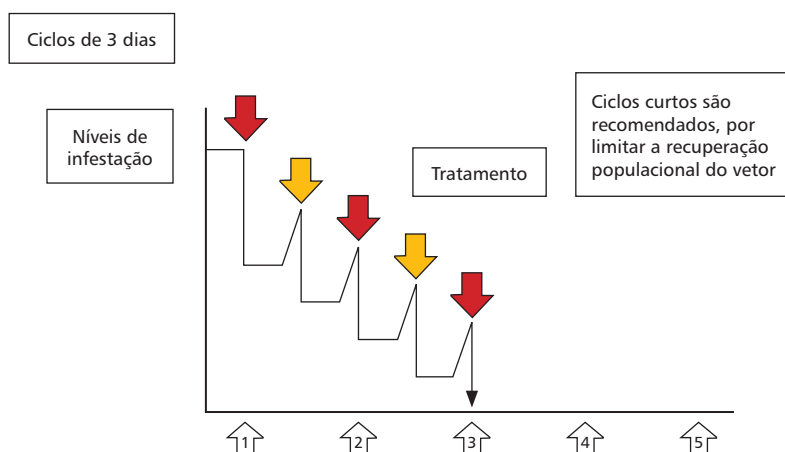 Ciclos de 3 dias
Níveis de
infestação
Tratamento
Ciclos curtos são
recomendados, por
limitar a recuperação
populacional do vetor
1
2
3
4
5